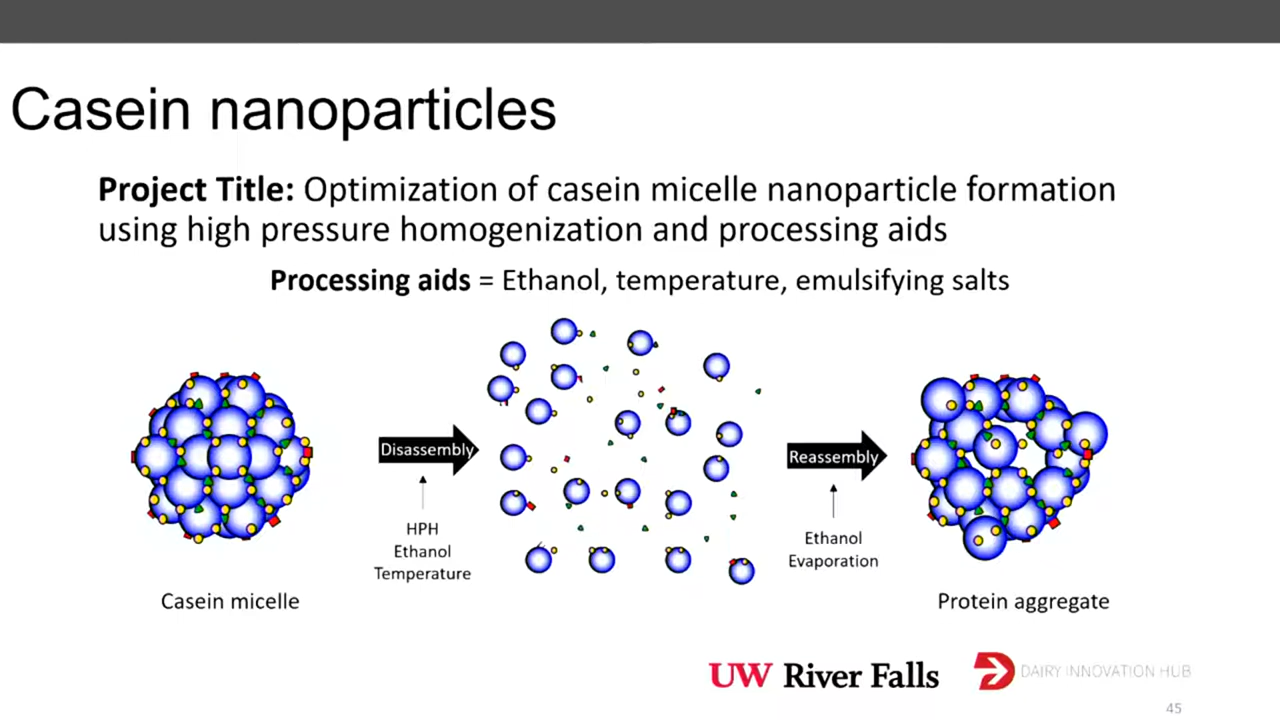 Casein nanoparticles
Project Title: Optimization of casein micelle nanoparticle formation
using high pressure homogenization and processing aids
Processing aids = Ethanol, temperature, emulsifying salts
Disassembly
HPH
Ethanol
Temperature
Reassembly
Ethanol
Evaporation
Casein micelle
Protein aggregate
UW River Falls
DAIRY INNOVATION HUB
45